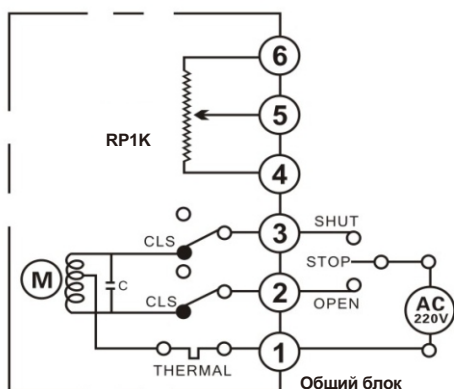 6
5
RP1K
4
3
SHUT
CLS
STOP
M
C
2
CLS
OPEN
AC
220V
1
THERMAL
Общий блок